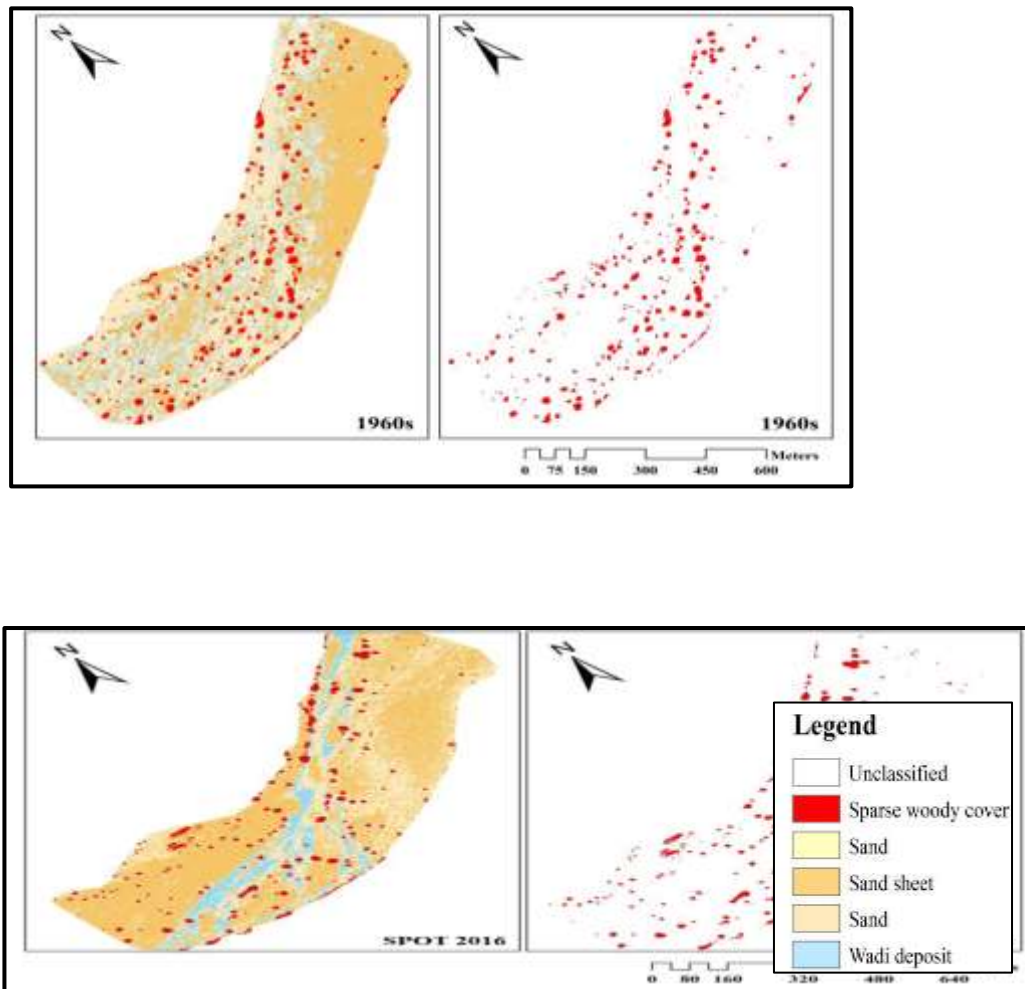 N
N
1960s
1960s
Meters
0 75 150 300 450 600
N
N
SPOT 2016
Legend
Unclassified
Sparse woody cover
Sand
Sand sheet
Sand
Wadi deposit
0 80 160 320 480 640